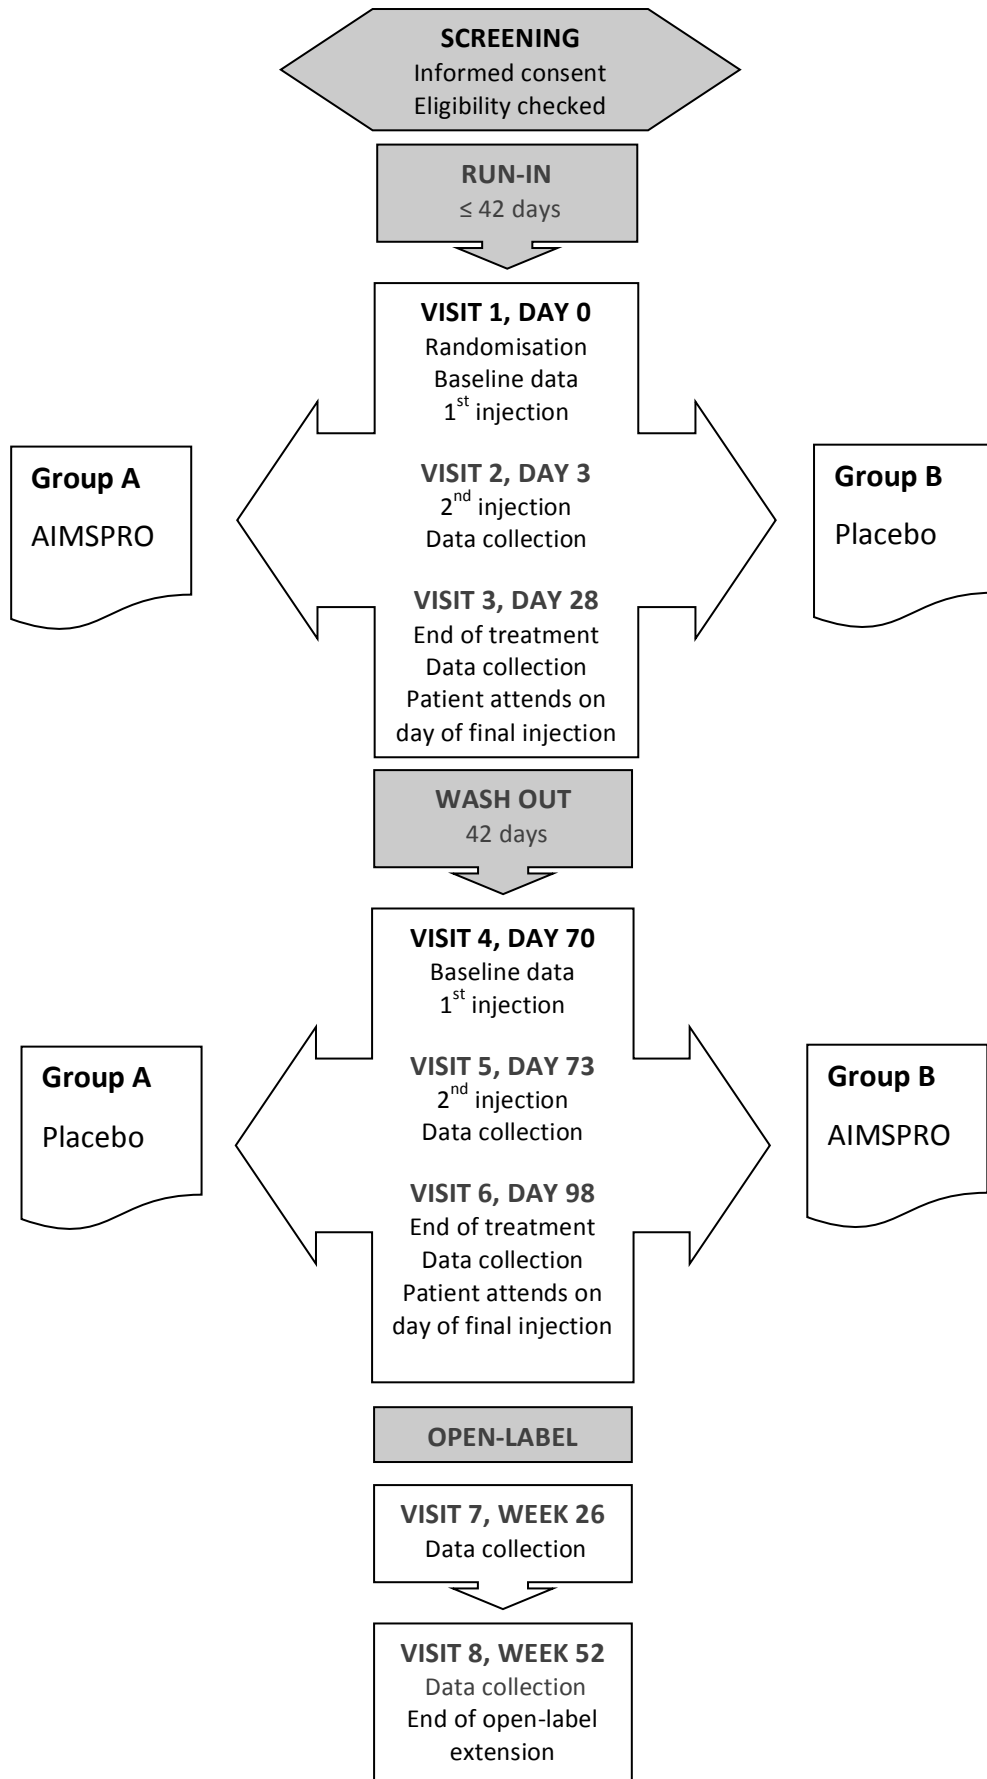 SCREENING
Informed consent
Eligibility checked
RUN-IN
≤ 42 days
VISIT 1, DAY 0
Randomisation
Baseline data
1st injection
VISIT 2, DAY 3
2nd injection
Data collection
VISIT 3, DAY 28
End of treatment
Data collection
Patient attends on
day of final injection
Group A
AIMSPRO
Group B
Placebo
WASH OUT
42 days
VISIT 4, DAY 70
Baseline data
1st injection
VISIT 5, DAY 73
2nd injection
Data collection
VISIT 6, DAY 98
End of treatment
Data collection
Patient attends on
day of final injection
Group A
Placebo
Group B
AIMSPRO
OPEN-LABEL
VISIT 7, WEEK 26
Data collection
VISIT 8, WEEK 52
Data collection
End of open-label
extension